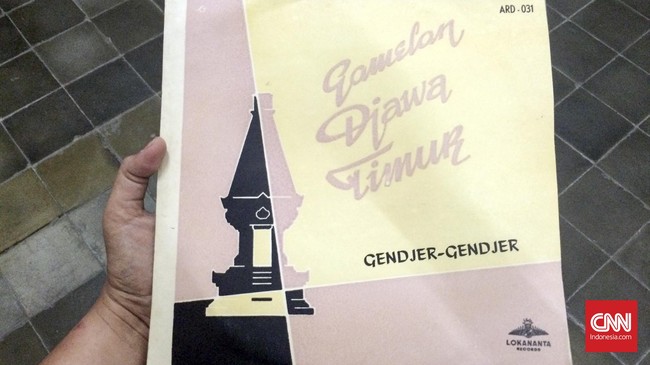 ARD - 031
Gamelan
Djawa
Timur
GENDJER-GENDJER
LOKANANTA
RECORDS
CNN
Indonesia.com